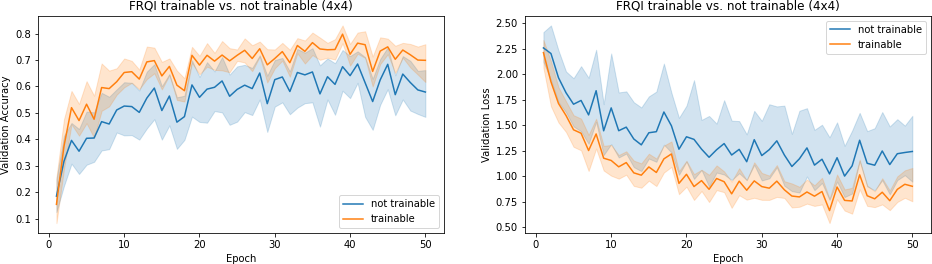 FRQI trainable vs. not trainable (4x4)
Validation Accuracy
0.8
0.7
0.6
0.5
0.4
0.3
0.2
0.1
0
10
20
30
40
50
Epoch
not trainable
trainable
FRQI trainable vs. not trainable (4x4)
Validation Loss
2.50
2.25
2.00
1.75
1.50
1.25
1.00
0.75
0.50
0
10
20
30
40
50
Epoch
not trainable
trainable